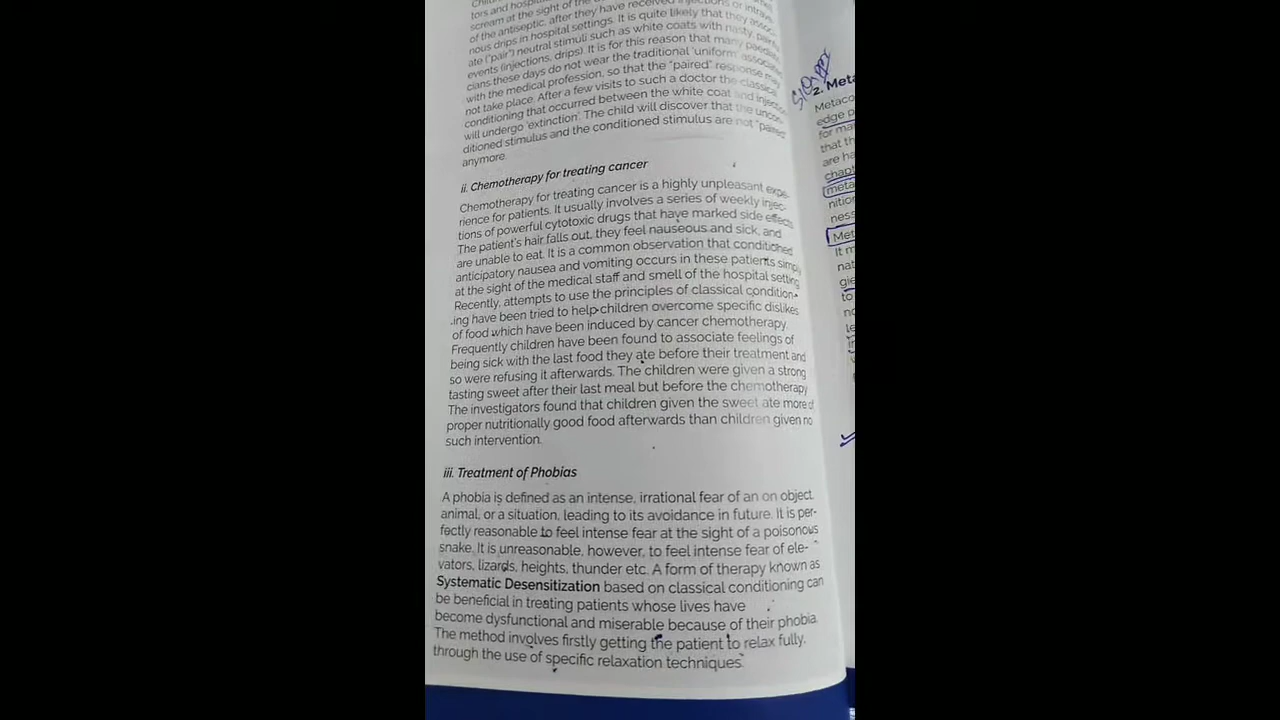 tors and hospit
scream at the sight of the
of the antiseptic, after they have received injections or intrave-
nous drips in hospital settings. It is quite likely that they associ-
ate ("pair") neutral stimuli such as white coats with nasty, painful
events (injections, drips). It is for this reason that many paediatri-
cians these days do not wear the traditional 'uniform' associated
with the medical profession, so that the "paired" response may
not take place. After a few visits to such a doctor the classical
conditioning that occurred between the white coat and injection
will undergo 'extinction'. The child will discover that the uncon-
ditioned stimulus and the conditioned stimulus are not "paired"
anymore.
ii. Chemotherapy for treating cancer
Chemotherapy for treating cancer is a highly unpleasant expe-
rience for patients. It usually involves a series of weekly injec-
tions of powerful cytotoxic drugs that have marked side effects.
The patient's hair falls out, they feel nauseous and sick, and
are unable to eat. It is a common observation that conditioned
anticipatory nausea and vomiting occurs in these patients simply
at the sight of the medical staff and smell of the hospital setting.
Recently, attempts to use the principles of classical condition-
ing have been tried to help children overcome specific dislikes
of food which have been induced by cancer chemotherapy.
Frequently children have been found to associate feelings of
being sick with the last food they ate before their treatment and
so were refusing it afterwards. The children were given a strong
tasting sweet after their last meal but before the chemotherapy.
The investigators found that children given the sweet ate more of
proper nutritionally good food afterwards than children given no
such intervention.
iii. Treatment of Phobias
A phobia is defined as an intense, irrational fear of an on object,
animal, or a situation, leading to its avoidance in future. It is per-
fectly reasonable to feel intense fear at the sight of a poisonous
snake. It is unreasonable, however, to feel intense fear of ele-
vators, lizards, heights, thunder etc. A form of therapy known as
Systematic Desensitization based on classical conditioning can
be beneficial in treating patients whose lives have
become dysfunctional and miserable because of their phobia.
The method involves firstly getting the patient to relax fully,
through the use of specific relaxation techniques.
2. Meta
Metaco
edge p
for ma
that th
are ha
chapt
meta
nition
ness
Met
It m
nat
gie
to
no
le